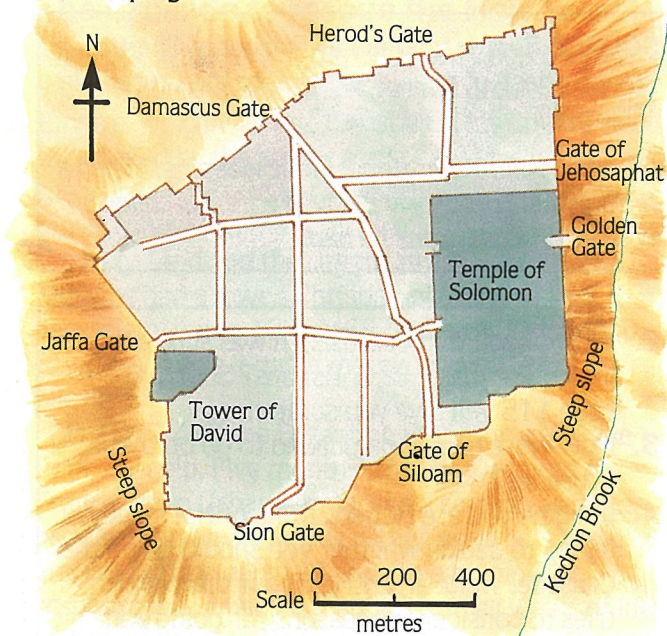 Herod's Gate
N
Damascus Gate
Gate of
Jehosaphat
Golden
Gate
Temple of
Solomon
Jaffa Gate
Tower of
David
Steep slope
Gate of
Siloam
Steep slope
Sion Gate
Kedron Brook
0 200 400
Scale
metres